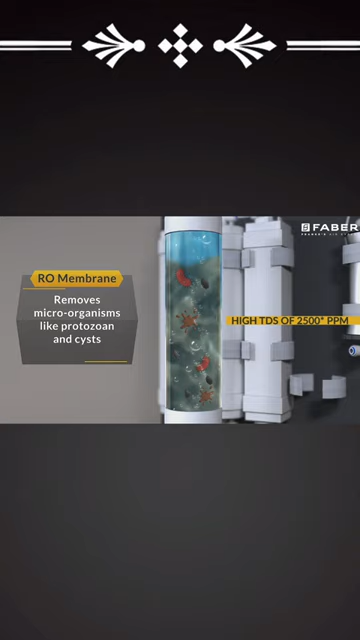 FABER
RO Membrane
Removes
micro-organisms
like protozoan
and cysts
HIGH TDS OF 2500* PPM